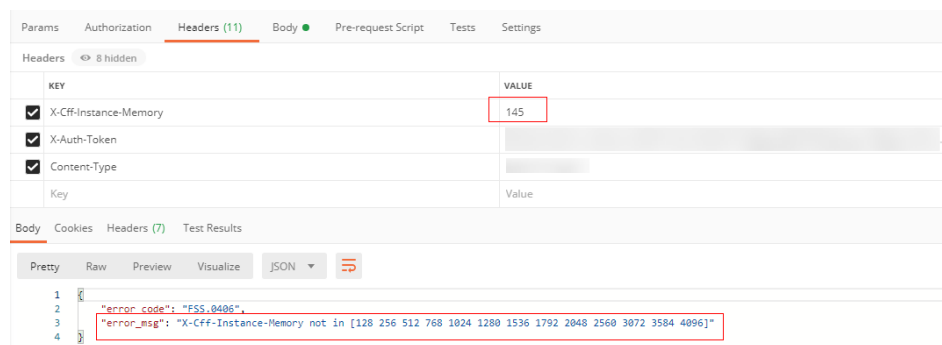 Params Authorization Headers (11) Body Pre-request Script Tests Settings
Headers 8 hidden
KEY VALUE
X-Cff-Instance-Memory 145
X-Auth-Token
Content-Type
Key Value
Body Cookies Headers (7) Test Results
Pretty Raw Preview Visualize JSON
1 {
2 "error_code": "FSS.0406",
3 "error_msg": "X-Cff-Instance-Memory not in [128 256 512 768 1024 1280 1536 1792 2048 2560 3072 3584 4096]"
4 }